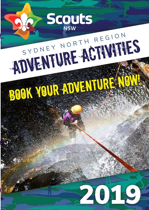 Scouts
NSW
SYDNEY NORTH REGION
ADVENTURE ACTIVITIES
BOOK YOUR ADVENTURE NOW!
2019